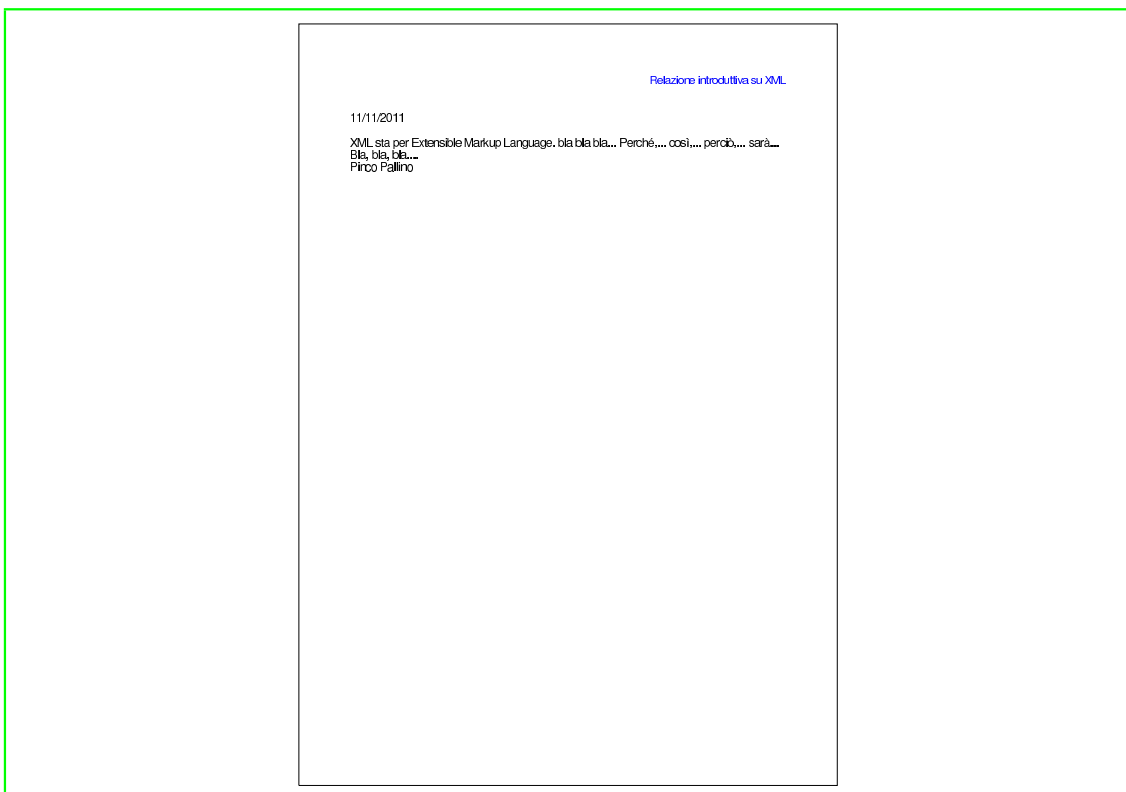 Relazione introduttiva su XML
11/11/2011
XML sta per Extensible Markup Language. bla bla bla... Perché,... così,... perciò,... sarà....
Bla, bla, bla....
Pinco Pallino